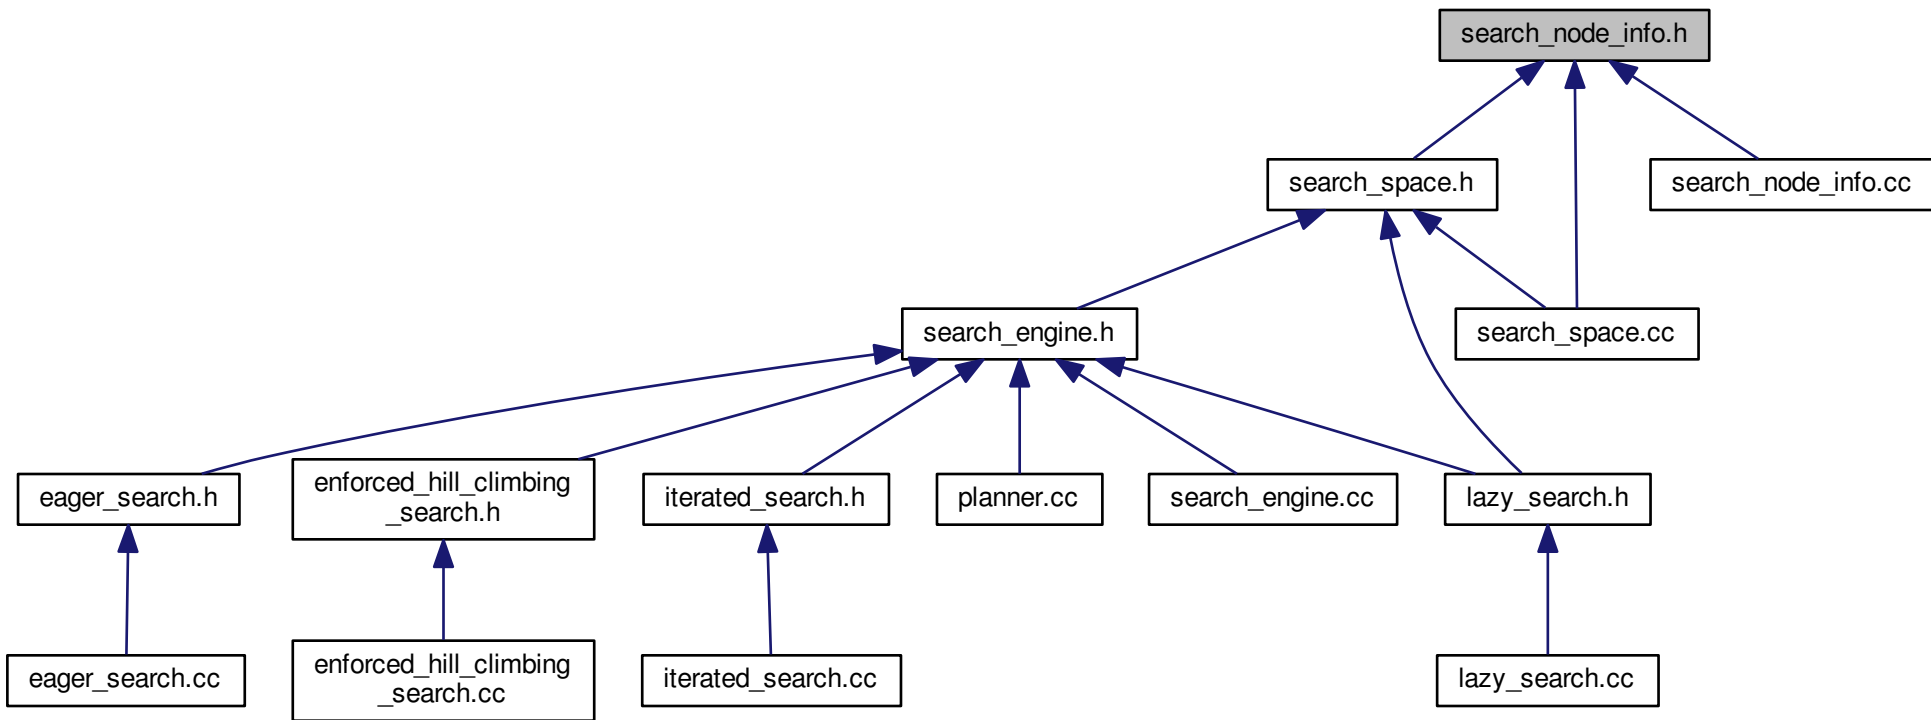 search_node_info.h
search_space.h
search_node_info.cc
search_engine.h
search_space.cc
eager_search.h
enforced_hill_climbing
_search.h
iterated_search.h
planner.cc
search_engine.cc
lazy_search.h
eager_search.cc
enforced_hill_climbing
_search.cc
iterated_search.cc
lazy_search.cc